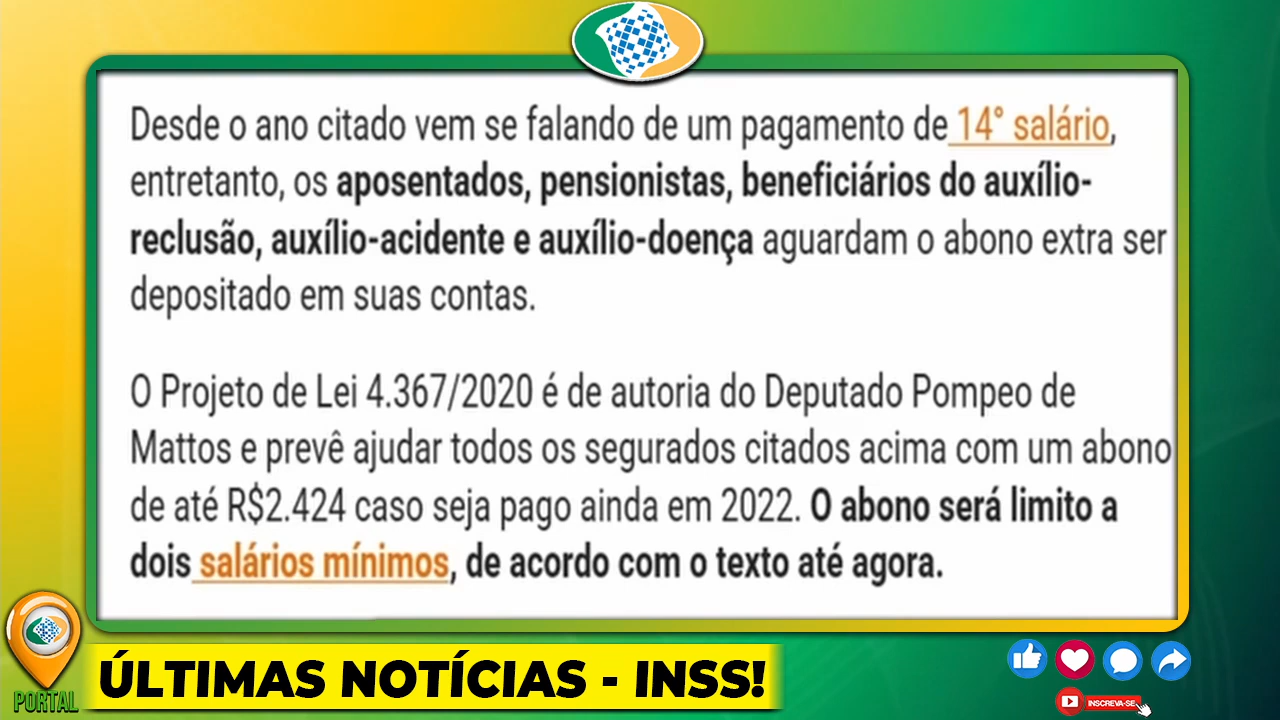 Desde o ano citado vem se falando de um pagamento de 14° salário,
entretanto, os aposentados, pensionistas, beneficiários do auxílio-
reclusão, auxílio-acidente e auxílio-doença aguardam o abono extra ser
depositado em suas contas.
O Projeto de Lei 4.367/2020 é de autoria do Deputado Pompeo de
Mattos e prevê ajudar todos os segurados citados acima com um abono
de até R$2.424 caso seja pago ainda em 2022. O abono será limito a
dois salários mínimos, de acordo com o texto até agora.
PORTAL
ÚLTIMAS NOTÍCIAS - INSS!
INSCREVA-SE